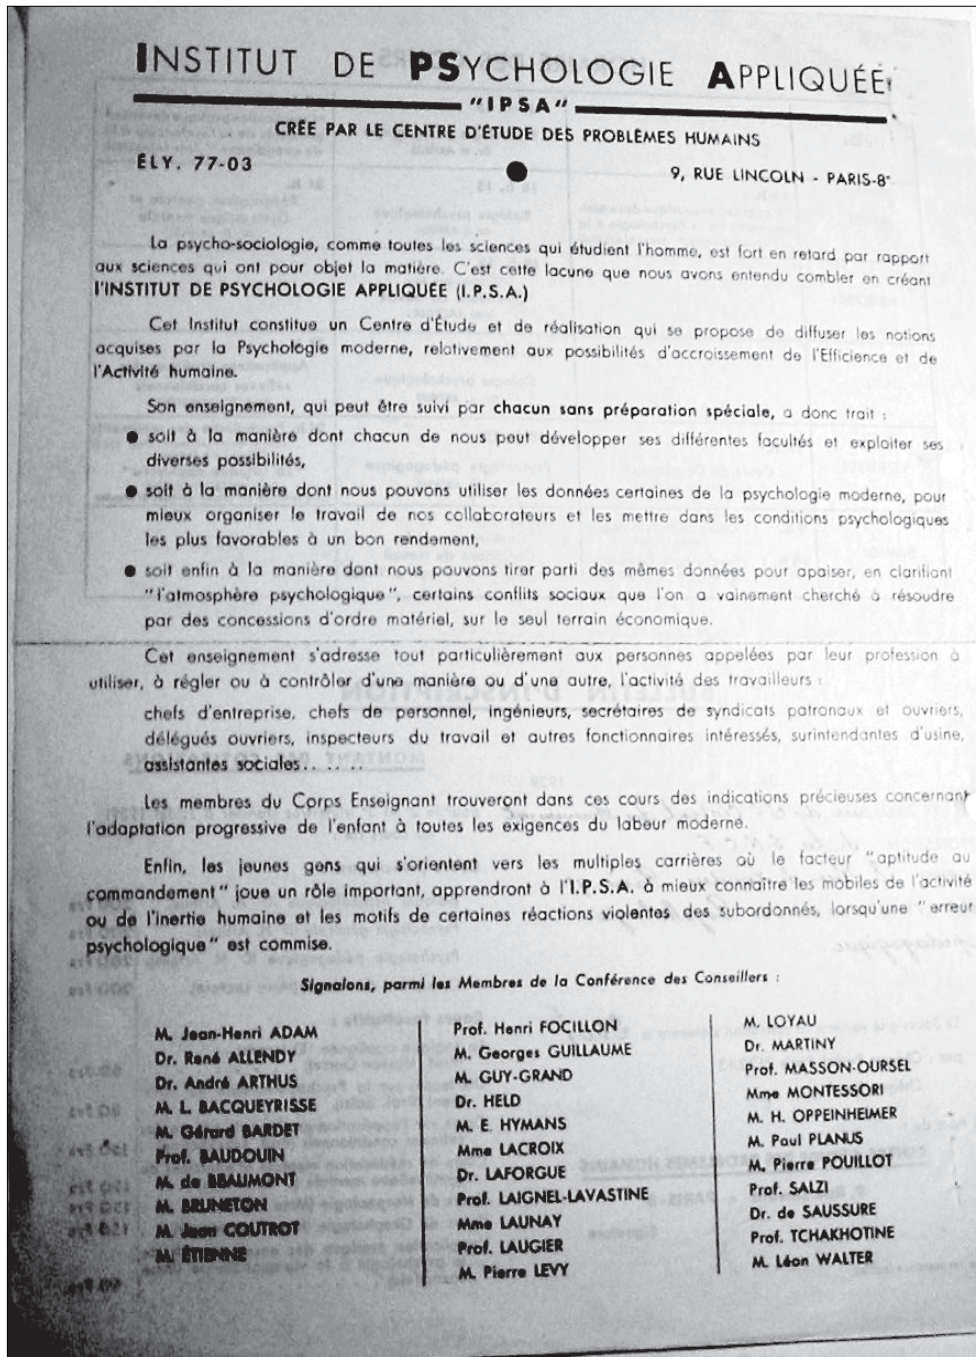 INSTITUT DE PSYCHOLOGIE APPLIQUÉE
"IPSA"
CRÉE PAR LE CENTRE D'ÉTUDE DES PROBLÈMES HUMAINS
ÉLY. 77-03
9, RUE LINCOLN - PARIS-8e
La psycho-sociologie, comme toutes les sciences qui étudient l'homme, est fort en retard par rapport
aux sciences qui ont pour objet la matière. C'est cette lacune que nous avons entendu combler en créant
l'INSTITUT DE PSYCHOLOGIE APPLIQUÉE (I.P.S.A.)
Cet Institut constitue un Centre d'Étude et de réalisation qui se propose de diffuser les notions
acquises par la Psychologie moderne, relativement aux possibilités d'accroissement de l'Efficience et de
l'Activité humaine.
Son enseignement, qui peut être suivi par chacun sans préparation spéciale, a donc trait :
● soit à la manière dont chacun de nous peut développer ses différentes facultés et exploiter ses
diverses possibilités,
● soit à la manière dont nous pouvons utiliser les données certaines de la psychologie moderne, pour
mieux organiser le travail de nos collaborateurs et les mettre dans les conditions psychologiques
les plus favorables à un bon rendement,
● soit enfin à la manière dont nous pouvons tirer parti des mêmes données pour apaiser, en clarifiant
"l'atmosphère psychologique", certains conflits sociaux que l'on a vainement cherché à résoudre
par des concessions d'ordre matériel, sur le seul terrain économique.
Cet enseignement s'adresse tout particulièrement aux personnes appelées par leur profession à
utiliser, à régler ou à contrôler d'une manière ou d'une autre, l'activité des travailleurs :
chefs d'entreprise, chefs de personnel, ingénieurs, secrétaires de syndicats patronaux et ouvriers,
délégués ouvriers, inspecteurs du travail et autres fonctionnaires intéressés, surintendantes d'usine,
assistantes sociales.. . . ..
Les membres du Corps Enseignant trouveront dans ces cours des indications précieuses concernant
l'adaptation progressive de l'enfant à toutes les exigences du labeur moderne.
Enfin, les jeunes gens qui s'orientent vers les multiples carrières où le facteur "aptitude au
commandement" joue un rôle important, apprendront à l'I.P.S.A. à mieux connaître les mobiles de l'activité
ou de l'inertie humaine et les motifs de certaines réactions violentes des subordonnés, lorsqu'une "erreur
psychologique" est commise.
Signalons, parmi les Membres de la Conférence des Conseillers :
M. Jean-Henri ADAM
Dr. René ALLENDY
Dr. André ARTHUS
M. L. BACQUEYRISSE
M. Gérard BARDET
Prof. BAUDOUIN
M. de BEAUMONT
M. BRUNETON
M. Jean COUTROT
M. ÉTIENNE
Prof. Henri FOCILLON
M. Georges GUILLAUME
M. GUY-GRAND
Dr. HELD
M. E. HYMANS
Mme LACROIX
Dr. LAFORGUE
Prof. LAIGNEL-LAVASTINE
Mme LAUNAY
Prof. LAUGIER
M. Pierre LEVY
M. LOYAU
Dr. MARTINY
Prof. MASSON-OURSEL
Mme MONTESSORI
M. H. OPPEINHEIMER
M. Paul PLANUS
M. Pierre POUILLOT
Prof. SALZI
Dr. de SAUSSURE
Prof. TCHAKHOTINE
M. Léon WALTER